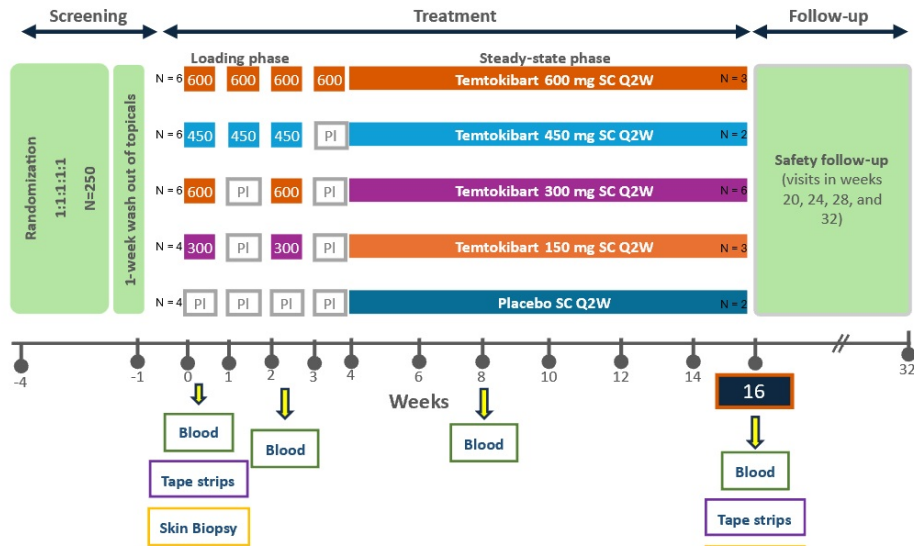 Screening
Treatment
Follow-up
Loading phase
Steady-state phase
Randomization
1:1:1:1:1
N=250
1-week wash out of topicals
N = 6 600 600 600 600 Temtokibart 600 mg SC Q2W N = 3
N = 6 450 450 450 Pl Temtokibart 450 mg SC Q2W N = 2
N = 6 600 Pl 600 Pl Temtokibart 300 mg SC Q2W N = 6
N = 4 300 Pl 300 Pl Temtokibart 150 mg SC Q2W N = 3
N = 4 Pl Pl Pl Pl Placebo SC Q2W N = 2
Safety follow-up
(visits in weeks
20, 24, 28, and
32)
-4 -1 0 1 2 3 4 6 8 10 12 14 16 32
Weeks
Blood
Tape strips
Skin Biopsy
Blood
Blood
Blood
Tape strips